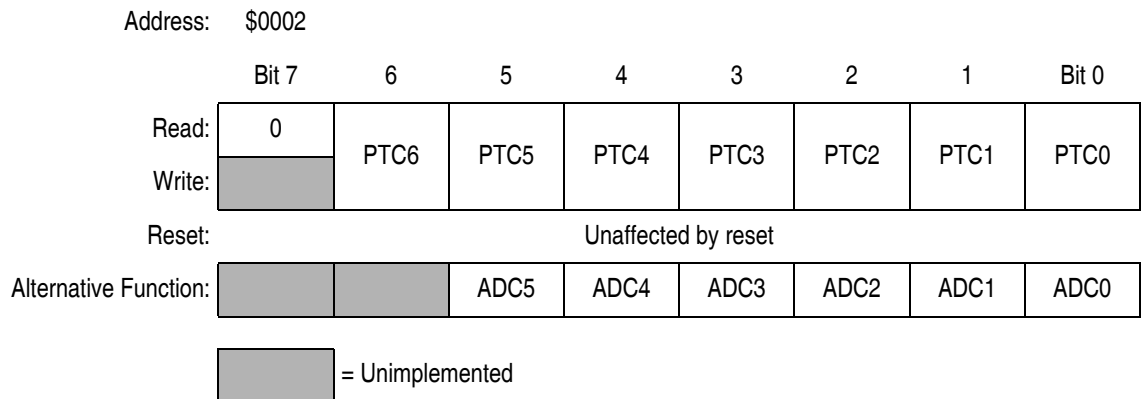 Address: $0002
Bit 7 6 5 4 3 2 1 Bit 0
Read: 0
PTC6 PTC5 PTC4 PTC3 PTC2 PTC1 PTC0
Write:
Reset: Unaffected by reset
Alternative Function: ADC5 ADC4 ADC3 ADC2 ADC1 ADC0
= Unimplemented